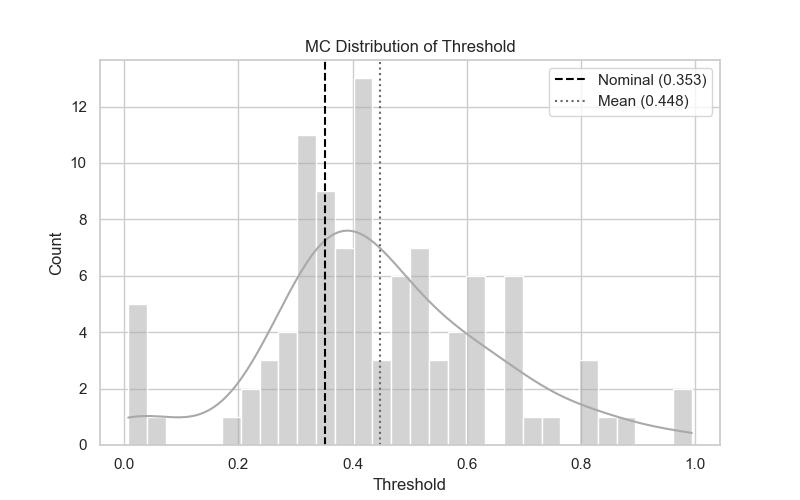 MC Distribution of Threshold
Nominal (0.353)
Mean (0.448)
Count
12
10
8
6
4
2
0
0.0 0.2 0.4 0.6 0.8 1.0
Threshold